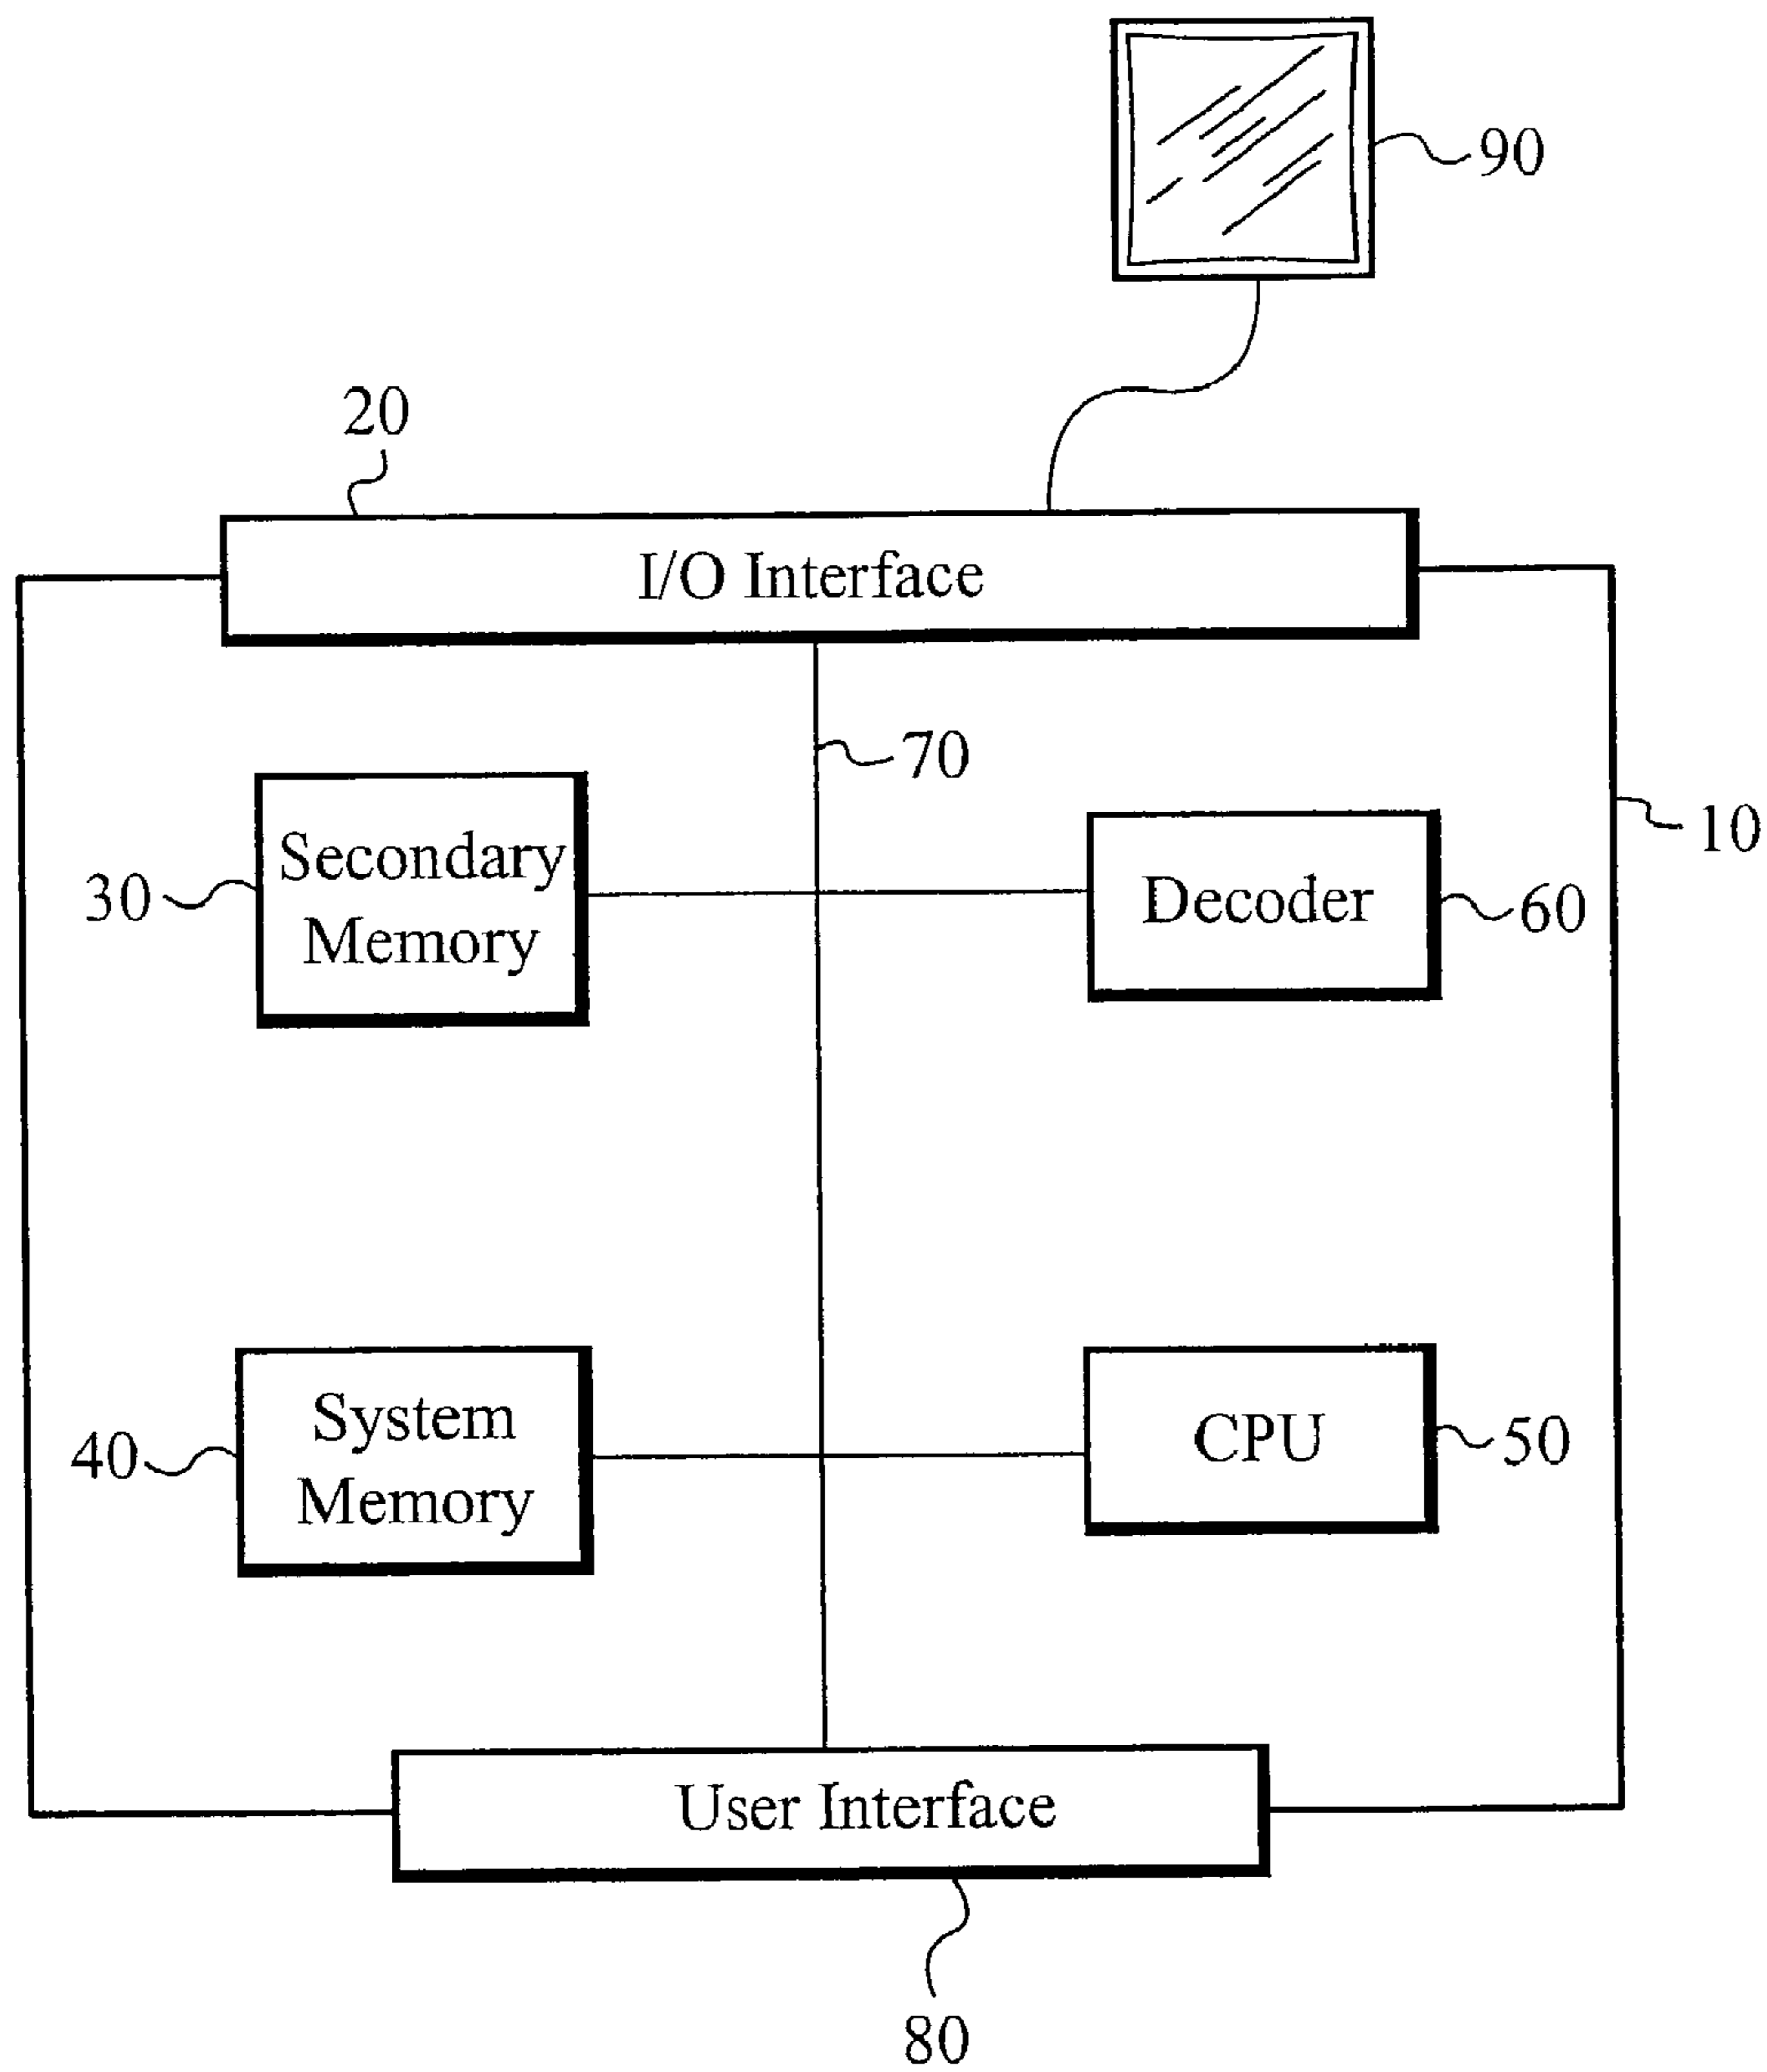 90
20
I/O Interface
70
10
Secondary
Memory
30
Decoder
60
System
Memory
40
CPU
50
User Interface
80